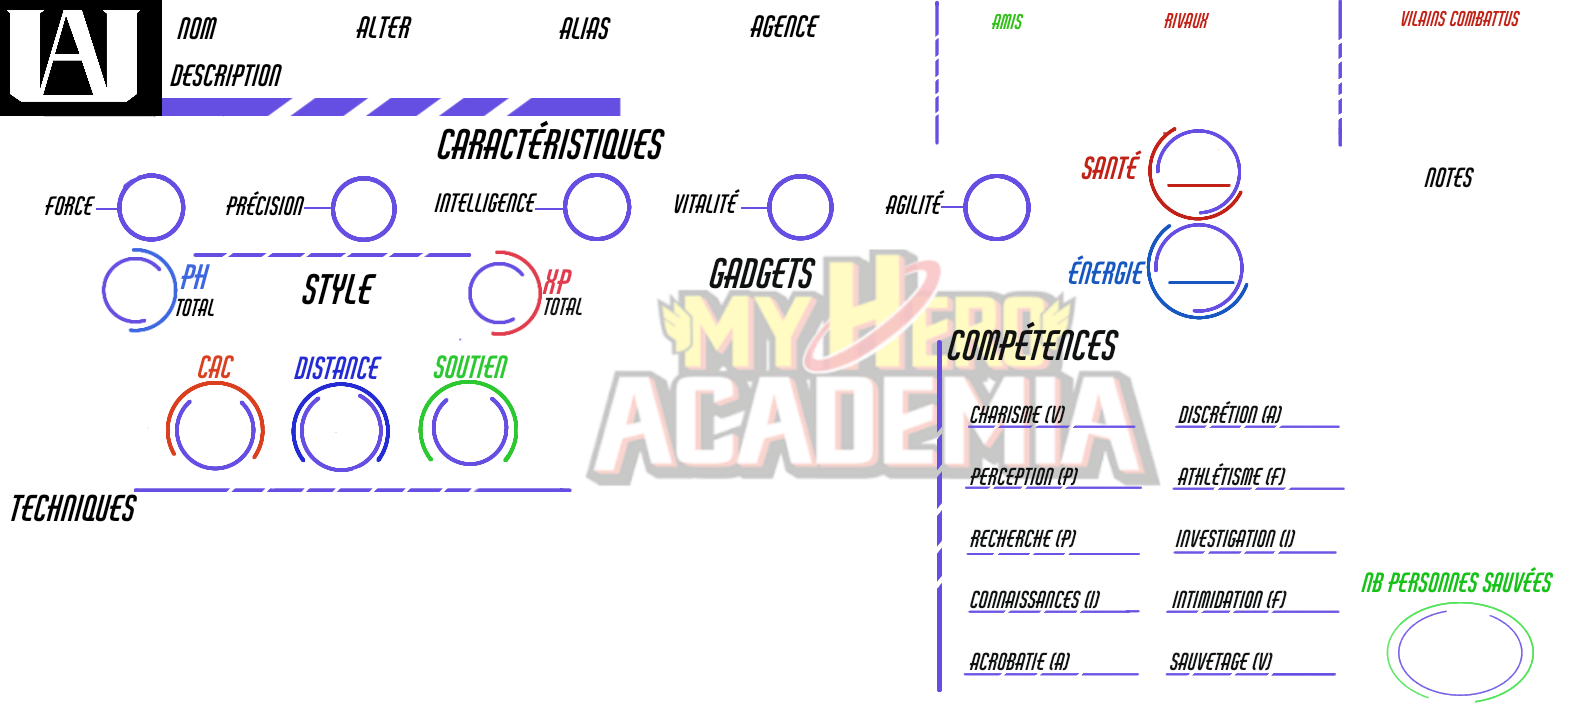 UA
NOM
ALTER
ALIAS
AGENCE
AMIS
RIVAUX
VILAINS COMBATTUS
DESCRIPTION
CARACTÉRISTIQUES
FORCE
PRÉCISION
INTELLIGENCE
VITALITÉ
AGILITÉ
SANTÉ
NOTES
PH
TOTAL
STYLE
XP
TOTAL
GADGETS
ÉNERGIE
MY HERO
ACADEMIA
CAC
DISTANCE
SOUTIEN
COMPÉTENCES
CHARISME (V)
DISCRÉTION (A)
PERCEPTION (P)
ATHLÉTISME (F)
RECHERCHE (P)
INVESTIGATION (I)
CONNAISSANCES (I)
INTIMIDATION (F)
ACROBATIE (A)
SAUVETAGE (V)
TECHNIQUES
NB PERSONNES SAUVÉES